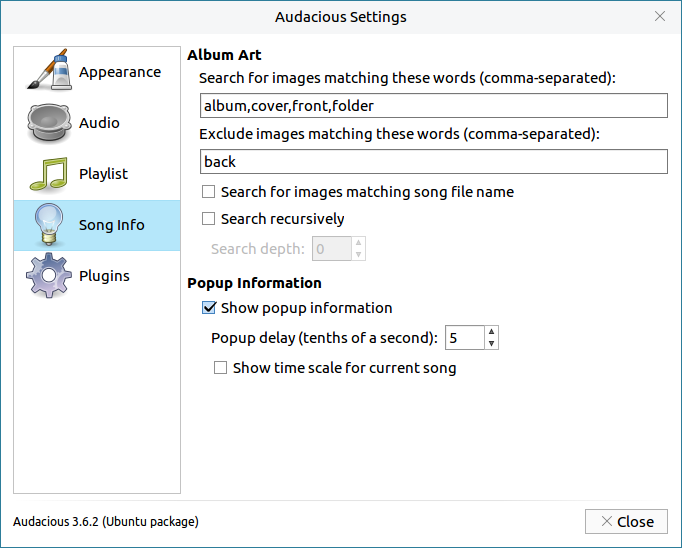 Audacious Settings
Appearance
Audio
Playlist
Song Info
Plugins
Album Art
Search for images matching these words (comma-separated):
album,cover,front,folder
Exclude images matching these words (comma-separated):
back
Search for images matching song file name
Search recursively
Search depth: 0
Popup Information
Show popup information
Popup delay (tenths of a second): 5
Show time scale for current song
Audacious 3.6.2 (Ubuntu package)
Close